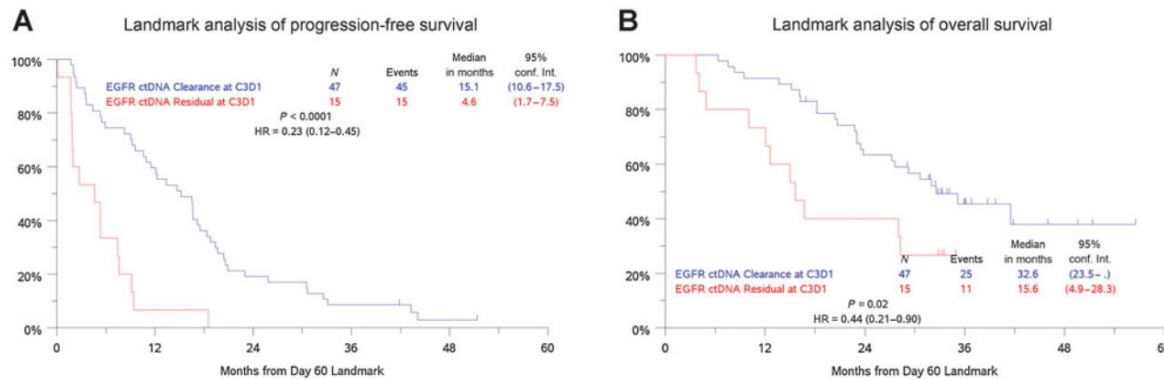 A
Landmark analysis of progression-free survival
Median 95%
N Events in months conf. Int.
EGFR ctDNA Clearance at C3D1 47 45 15.1 (10.6–17.5)
EGFR ctDNA Residual at C3D1 15 15 4.6 (1.7–7.5)
P < 0.0001
HR = 0.23 (0.12–0.45)
100%
80%
60%
40%
20%
0%
0 12 24 36 48 60
Months from Day 60 Landmark
B
Landmark analysis of overall survival
100%
80%
60%
40%
20%
0%
Median 95%
N Events in months conf. Int.
EGFR ctDNA Clearance at C3D1 47 25 32.6 (23.5– .)
EGFR ctDNA Residual at C3D1 15 11 15.6 (4.9–28.3)
P = 0.02
HR = 0.44 (0.21–0.90)
0 12 24 36 48
Months from Day 60 Landmark